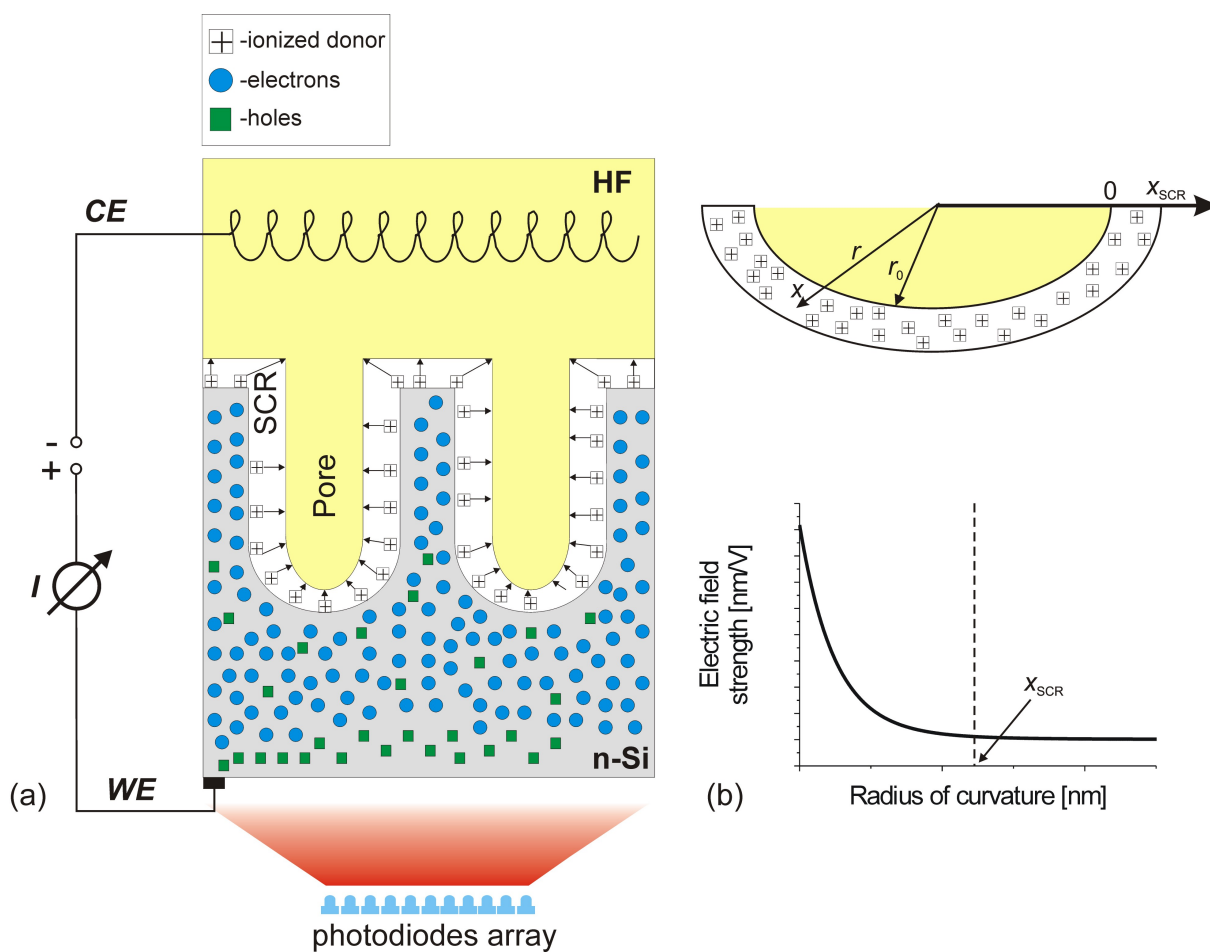 -ionized donor
-electrons
-holes
HF
CE
SCR
Pore
-
+
I
n-Si
WE
(a)
photodiodes array
0
xSCR
r
r0
x
Electric field
strength [nm/V]
xSCR
Radius of curvature [nm]
(b)